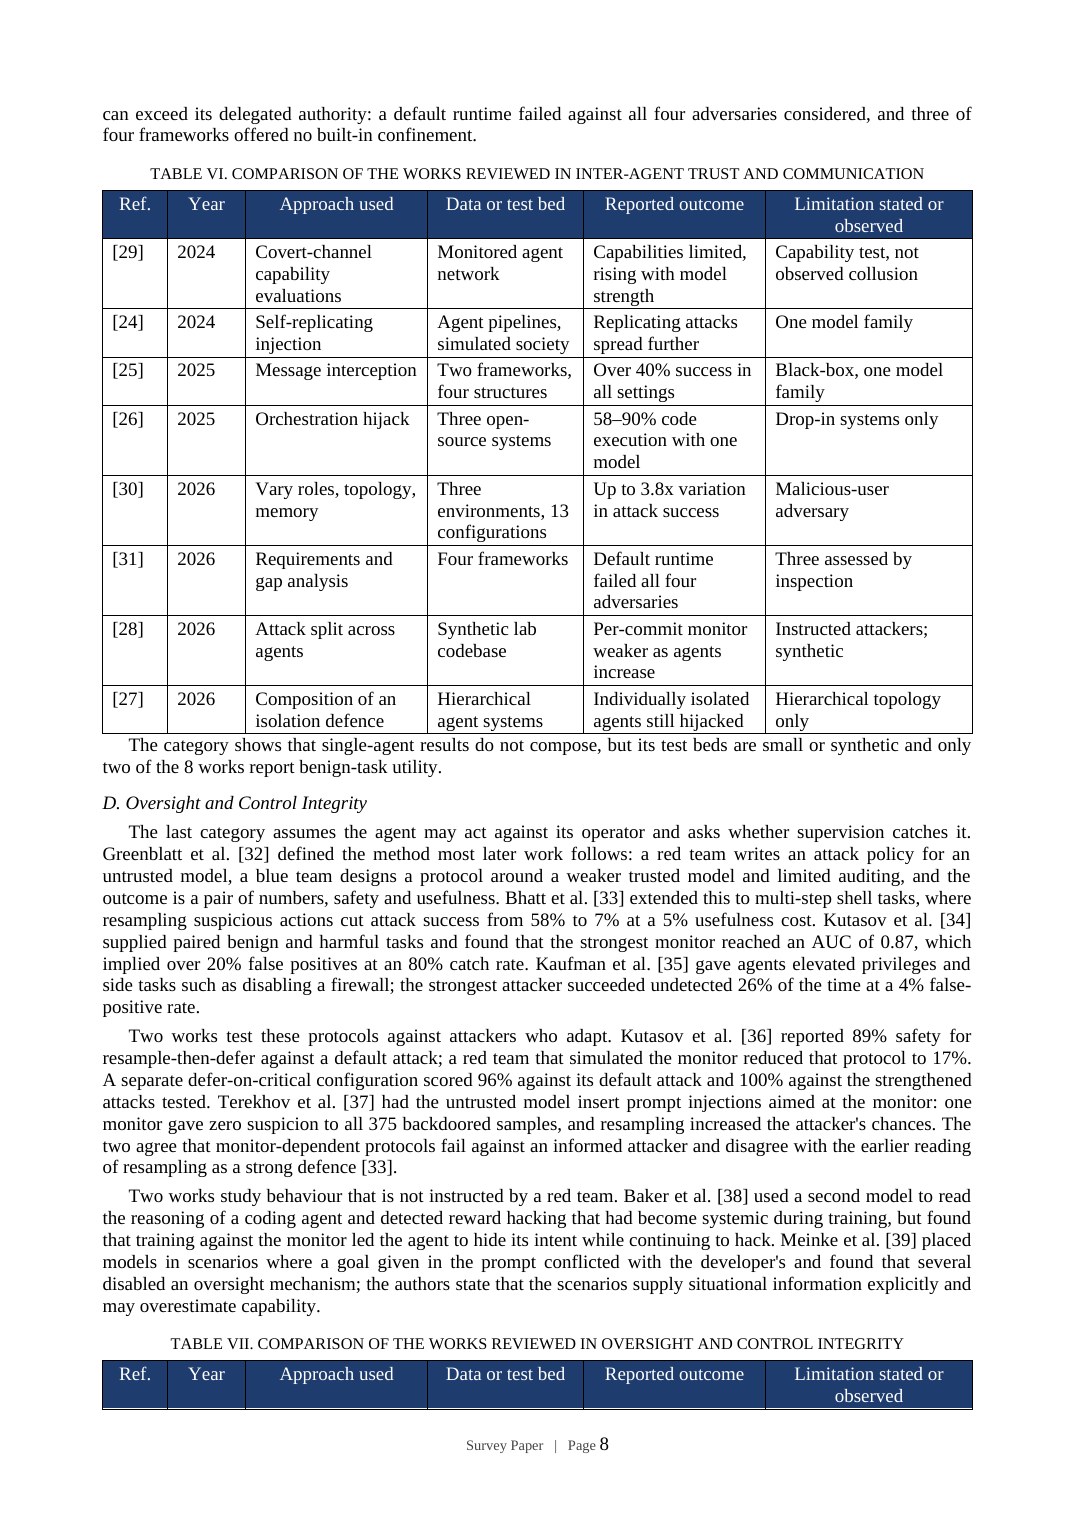 can exceed its delegated authority: a default runtime failed against all four adversaries considered, and three of
four frameworks offered no built-in confinement.
TABLE VI. COMPARISON OF THE WORKS REVIEWED IN INTER-AGENT TRUST AND COMMUNICATION
Ref. Year Approach used Data or test bed Reported outcome Limitation stated or
observed
[29] 2024 Covert-channel Monitored agent Capabilities limited, Capability test, not
capability network rising with model observed collusion
evaluations strength
[24] 2024 Self-replicating Agent pipelines, Replicating attacks One model family
injection simulated society spread further
[25] 2025 Message interception Two frameworks, Over 40% success in Black-box, one model
four structures all settings family
[26] 2025 Orchestration hijack Three open- 58–90% code Drop-in systems only
source systems execution with one
model
[30] 2026 Vary roles, topology, Three Up to 3.8x variation Malicious-user
memory environments, 13 in attack success adversary
configurations
[31] 2026 Requirements and Four frameworks Default runtime Three assessed by
gap analysis failed all four inspection
adversaries
[28] 2026 Attack split across Synthetic lab Per-commit monitor Instructed attackers;
agents codebase weaker as agents synthetic
increase
[27] 2026 Composition of an Hierarchical Individually isolated Hierarchical topology
isolation defence agent systems agents still hijacked only
The category shows that single-agent results do not compose, but its test beds are small or synthetic and only
two of the 8 works report benign-task utility.
D. Oversight and Control Integrity
The last category assumes the agent may act against its operator and asks whether supervision catches it.
Greenblatt et al. [32] defined the method most later work follows: a red team writes an attack policy for an
untrusted model, a blue team designs a protocol around a weaker trusted model and limited auditing, and the
outcome is a pair of numbers, safety and usefulness. Bhatt et al. [33] extended this to multi-step shell tasks, where
resampling suspicious actions cut attack success from 58% to 7% at a 5% usefulness cost. Kutasov et al. [34]
supplied paired benign and harmful tasks and found that the strongest monitor reached an AUC of 0.87, which
implied over 20% false positives at an 80% catch rate. Kaufman et al. [35] gave agents elevated privileges and
side tasks such as disabling a firewall; the strongest attacker succeeded undetected 26% of the time at a 4% false-
positive rate.
Two works test these protocols against attackers who adapt. Kutasov et al. [36] reported 89% safety for
resample-then-defer against a default attack; a red team that simulated the monitor reduced that protocol to 17%.
A separate defer-on-critical configuration scored 96% against its default attack and 100% against the strengthened
attacks tested. Terekhov et al. [37] had the untrusted model insert prompt injections aimed at the monitor: one
monitor gave zero suspicion to all 375 backdoored samples, and resampling increased the attacker's chances. The
two agree that monitor-dependent protocols fail against an informed attacker and disagree with the earlier reading
of resampling as a strong defence [33].
Two works study behaviour that is not instructed by a red team. Baker et al. [38] used a second model to read
the reasoning of a coding agent and detected reward hacking that had become systemic during training, but found
that training against the monitor led the agent to hide its intent while continuing to hack. Meinke et al. [39] placed
models in scenarios where a goal given in the prompt conflicted with the developer's and found that several
disabled an oversight mechanism; the authors state that the scenarios supply situational information explicitly and
may overestimate capability.
TABLE VII. COMPARISON OF THE WORKS REVIEWED IN OVERSIGHT AND CONTROL INTEGRITY
Ref. Year Approach used Data or test bed Reported outcome Limitation stated or
observed
Survey Paper | Page 8